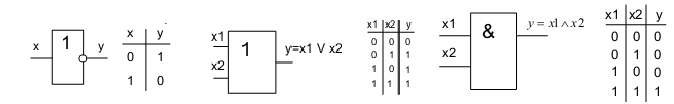 x
1
y
x y
0 1
1 0
x1
x2
1
y=x1 V x2
x1 x2 y
0 0 0
0 1 1
1 0 1
1 1 1
x1
x2
&
y = x1 ∧ x2
x1 x2 y
0 0 0
0 1 0
1 0 0
1 1 1